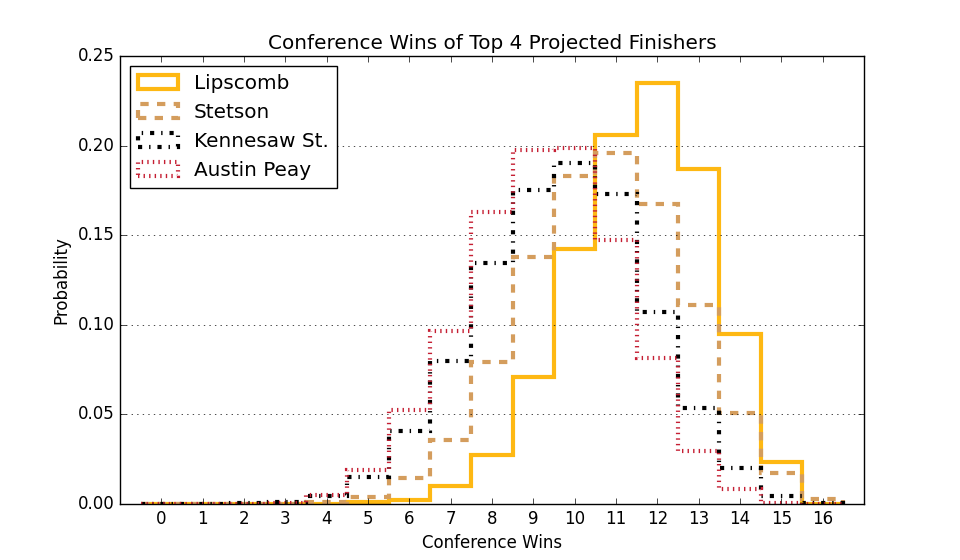 Conference Wins of Top 4 Projected Finishers
Lipscomb
Stetson
Kennesaw St.
Austin Peay
Probability
0.25
0.20
0.15
0.10
0.05
0.00
0 1 2 3 4 5 6 7 8 9 10 11 12 13 14 15 16
Conference Wins